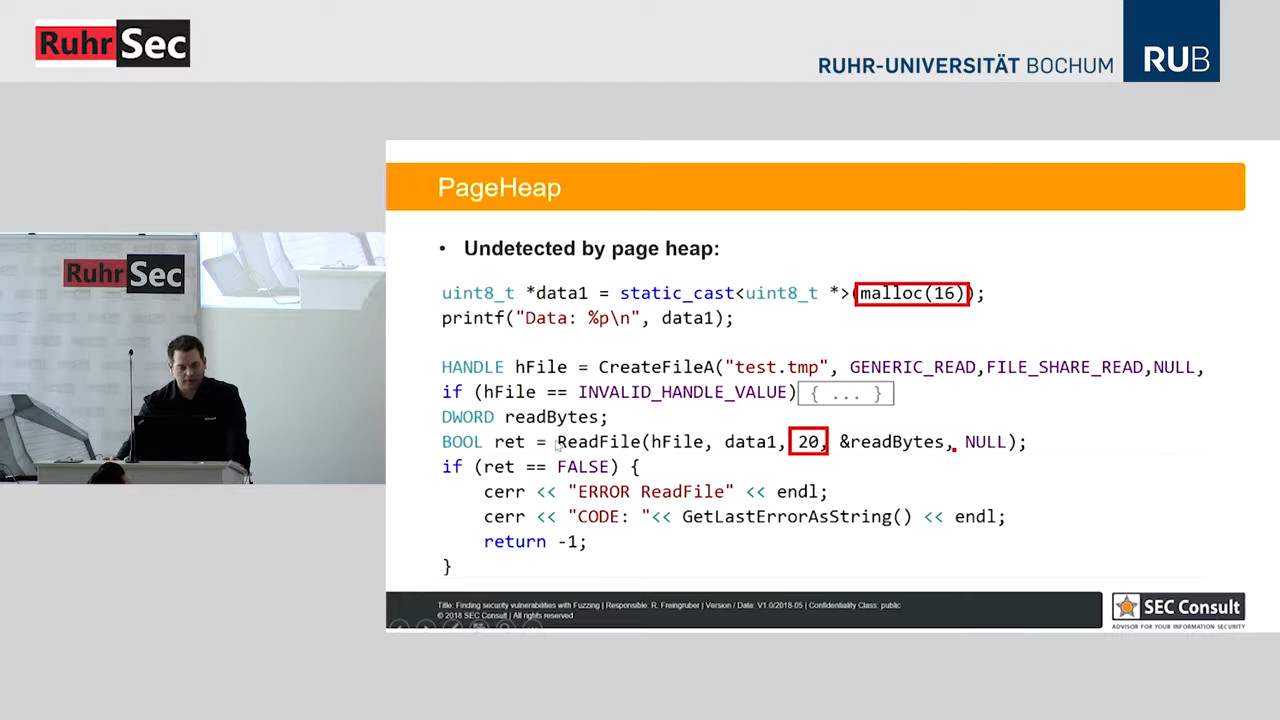 RuhrSec
RUHR-UNIVERSITÄT BOCHUM
RUB
RuhrSec
PageHeap
• Undetected by page heap:
uint8_t *data1 = static_cast<uint8_t *>(malloc(16));
printf("Data: %p\n", data1);
HANDLE hFile = CreateFileA("test.tmp", GENERIC_READ,FILE_SHARE_READ,NULL,
if (hFile == INVALID_HANDLE_VALUE){ ... }
DWORD readBytes;
BOOL ret = ReadFile(hFile, data1, 20, &readBytes, NULL);
if (ret == FALSE) {
cerr << "ERROR ReadFile" << endl;
cerr << "CODE: "<< GetLastErrorAsString() << endl;
return -1;
}
Title: Finding security vulnerabilities with Fuzzing | Responsible: R. Freingruber | Version / Date: V1.0/2018-05 | Confidentiality Class: public
© 2018 SEC Consult | All rights reserved
SEC Consult
ADVISOR FOR YOUR INFORMATION SECURITY